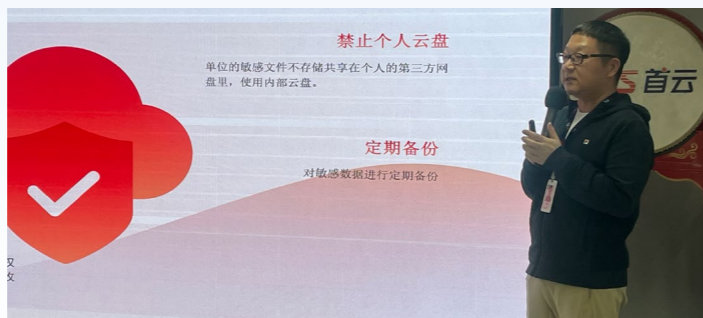 禁止个人云盘
单位的敏感文件不存储共享在个人的第三方网
盘里，使用内部云盘。
定期备份
对敏感数据进行定期备份
首云